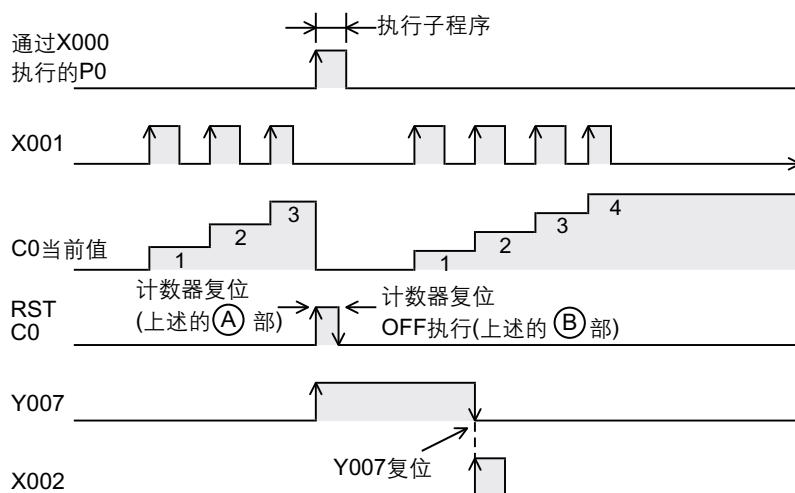 执行子程序
通过X000
执行的P0
X001
C0当前值
1
2
3
1
2
3
4
计数器复位
(上述的Ⓐ部)
计数器复位
OFF执行(上述的Ⓑ部)
RST
C0
Y007
Y007复位
X002